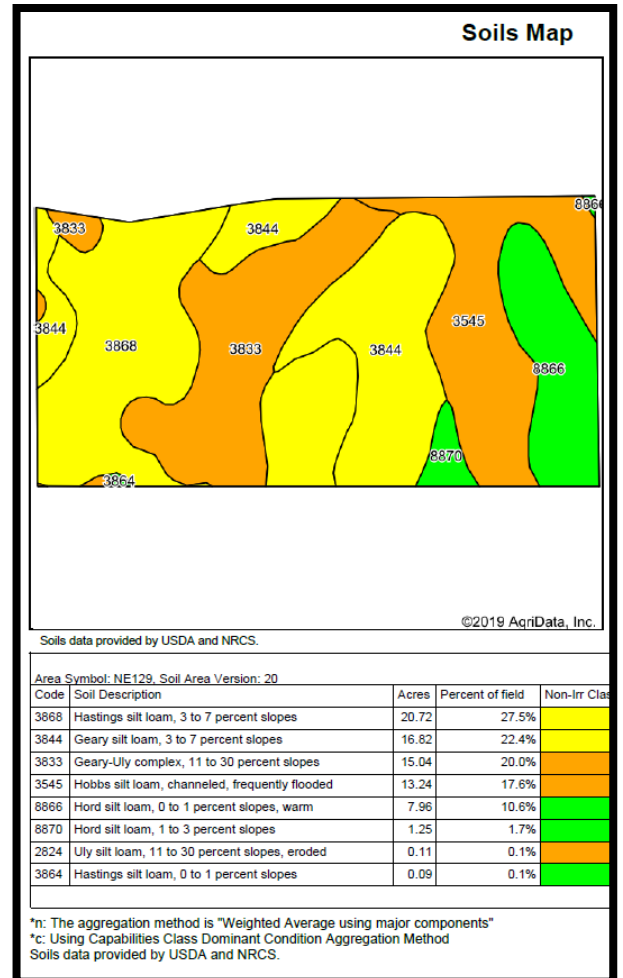 Soils Map
8866
3833
3844
3844
3868
3833
3844
3545
8866
8870
3864
©2019 AgriData, Inc.
Soils data provided by USDA and NRCS.
Area Symbol: NE129, Soil Area Version: 20
Code Soil Description Acres Percent of field Non-Irr Clas
3868 Hastings silt loam, 3 to 7 percent slopes 20.72 27.5%
3844 Geary silt loam, 3 to 7 percent slopes 16.82 22.4%
3833 Geary-Uly complex, 11 to 30 percent slopes 15.04 20.0%
3545 Hobbs silt loam, channeled, frequently flooded 13.24 17.6%
8866 Hord silt loam, 0 to 1 percent slopes, warm 7.96 10.6%
8870 Hord silt loam, 1 to 3 percent slopes 1.25 1.7%
2824 Uly silt loam, 11 to 30 percent slopes, eroded 0.11 0.1%
3864 Hastings silt loam, 0 to 1 percent slopes 0.09 0.1%
*n: The aggregation method is "Weighted Average using major components"
*c: Using Capabilities Class Dominant Condition Aggregation Method
Soils data provided by USDA and NRCS.